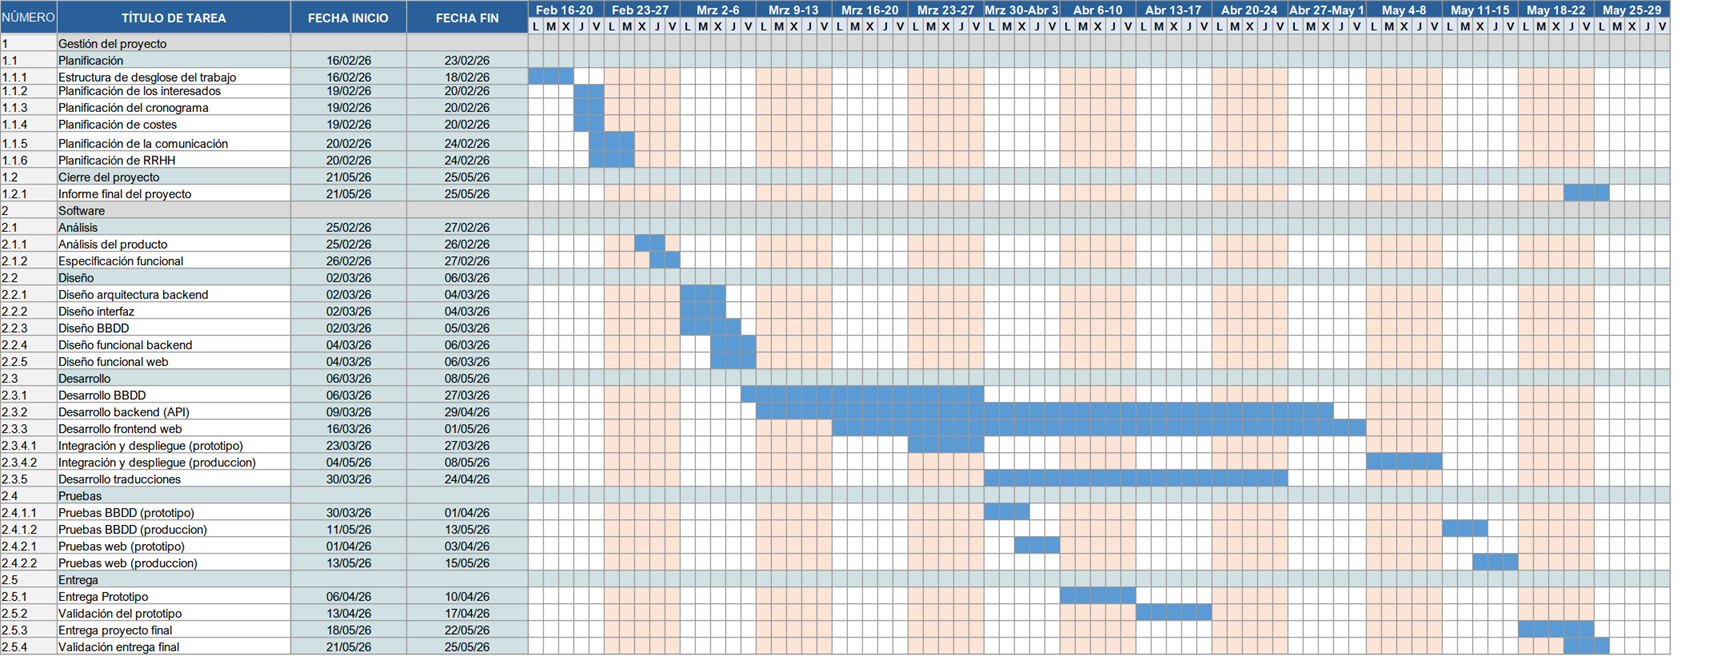 NÚMERO TÍTULO DE TAREA FECHA INICIO FECHA FIN Feb 16-20 Feb 23-27 Mrz 2-6 Mrz 9-13 Mrz 16-20 Mrz 23-27 Mrz 30-Abr 3 Abr 6-10 Abr 13-17 Abr 20-24 Abr 27-May 1 May 4-8 May 11-15 May 18-22 May 25-29
L M X J V L M X J V L M X J V L M X J V L M X J V L M X J V L M X J V L M X J V L M X J V L M X J V L M X J V L M X J V L M X J V L M X J V L M X J V
1 Gestión del proyecto
1.1 Planificación 16/02/26 23/02/26
1.1.1 Estructura de desglose del trabajo 16/02/26 18/02/26
1.1.2 Planificación de los interesados 19/02/26 20/02/26
1.1.3 Planificación del cronograma 19/02/26 20/02/26
1.1.4 Planificación de costes 19/02/26 20/02/26
1.1.5 Planificación de la comunicación 20/02/26 24/02/26
1.1.6 Planificación de RRHH 20/02/26 24/02/26
1.2 Cierre del proyecto 21/05/26 25/05/26
1.2.1 Informe final del proyecto 21/05/26 25/05/26
2 Software
2.1 Análisis 25/02/26 27/02/26
2.1.1 Análisis del producto 25/02/26 26/02/26
2.1.2 Especificación funcional 26/02/26 27/02/26
2.2 Diseño 02/03/26 06/03/26
2.2.1 Diseño arquitectura backend 02/03/26 04/03/26
2.2.2 Diseño interfaz 02/03/26 04/03/26
2.2.3 Diseño BBDD 02/03/26 05/03/26
2.2.4 Diseño funcional backend 04/03/26 06/03/26
2.2.5 Diseño funcional web 04/03/26 06/03/26
2.3 Desarrollo 06/03/26 08/05/26
2.3.1 Desarrollo BBDD 06/03/26 27/03/26
2.3.2 Desarrollo backend (API) 09/03/26 29/04/26
2.3.3 Desarrollo frontend web 16/03/26 01/05/26
2.3.4.1 Integración y despliegue (prototipo) 23/03/26 27/03/26
2.3.4.2 Integración y despliegue (produccion) 04/05/26 08/05/26
2.3.5 Desarrollo traducciones 30/03/26 24/04/26
2.4 Pruebas
2.4.1.1 Pruebas BBDD (prototipo) 30/03/26 01/04/26
2.4.1.2 Pruebas BBDD (produccion) 11/05/26 13/05/26
2.4.2.1 Pruebas web (prototipo) 01/04/26 03/04/26
2.4.2.2 Pruebas web (produccion) 13/05/26 15/05/26
2.5 Entrega
2.5.1 Entrega Prototipo 06/04/26 10/04/26
2.5.2 Validación del prototipo 13/04/26 17/04/26
2.5.3 Entrega proyecto final 18/05/26 22/05/26
2.5.4 Validación entrega final 21/05/26 25/05/26